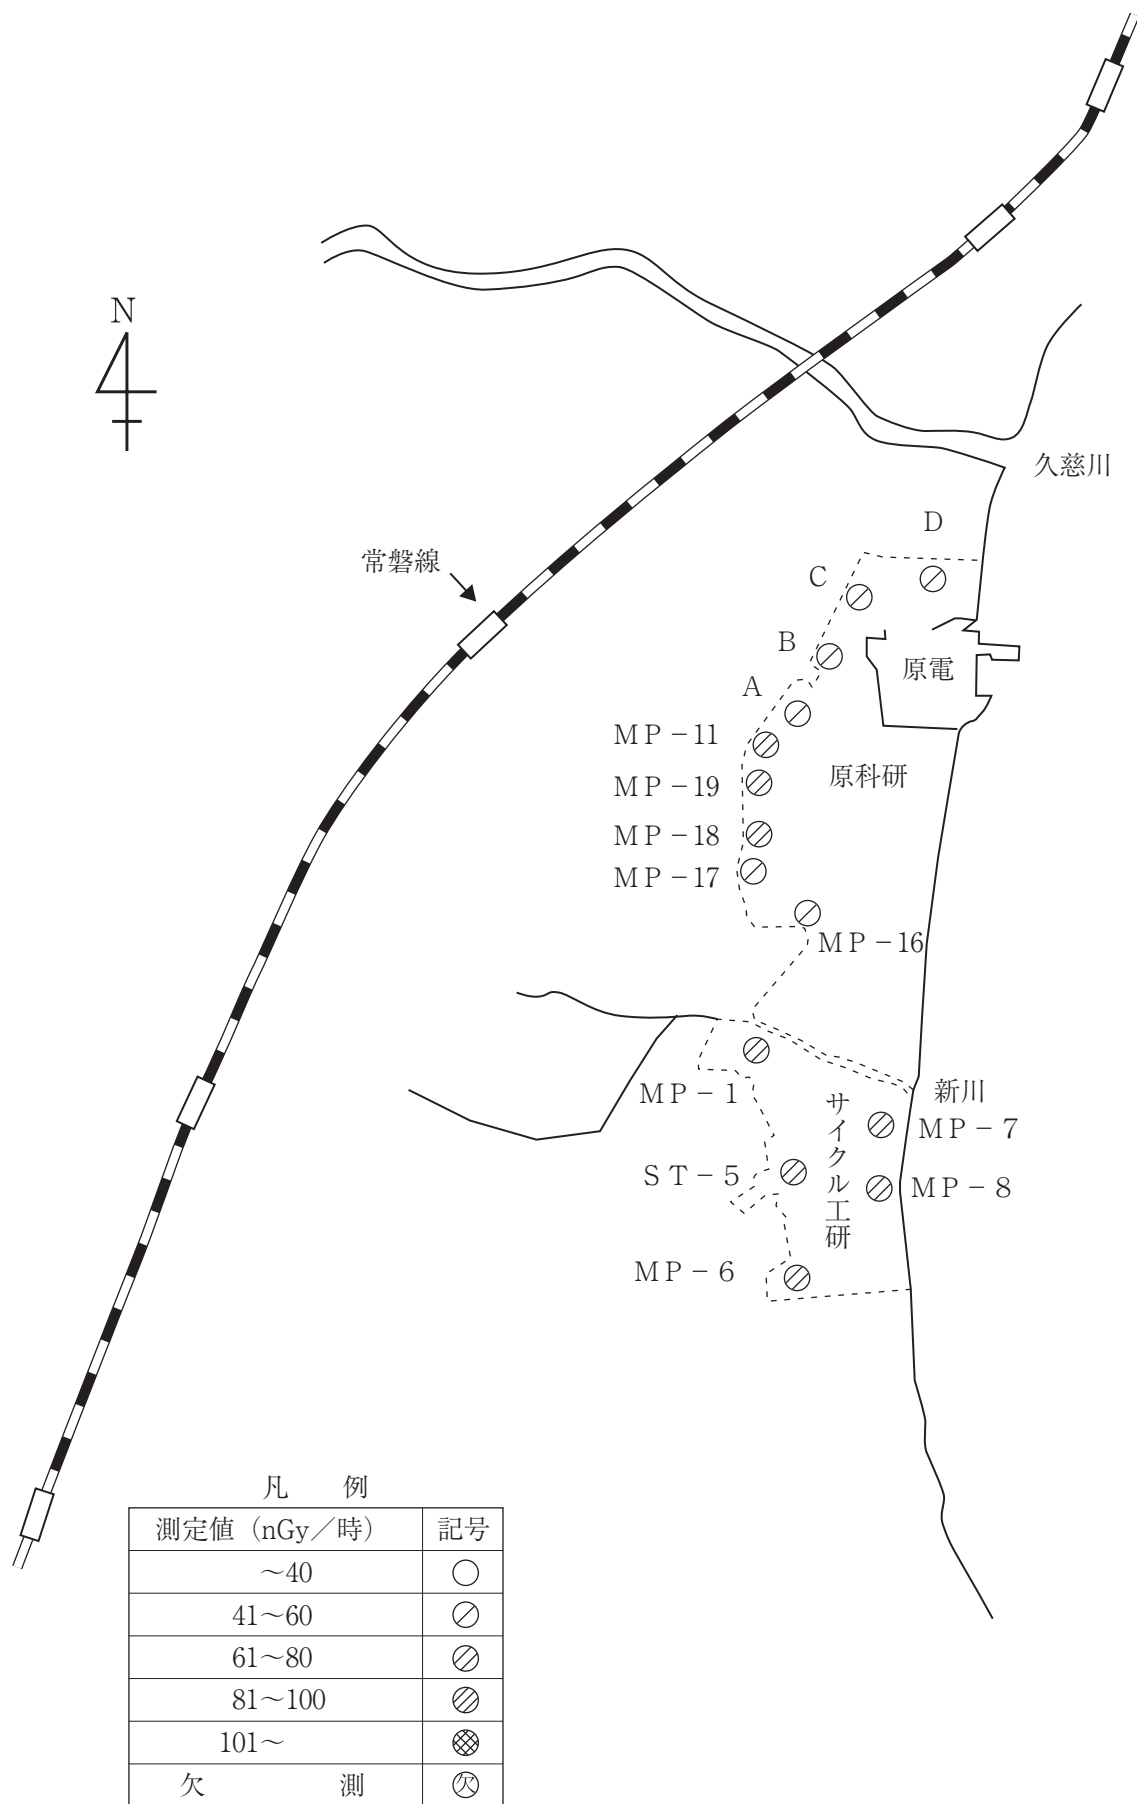 N
久慈川
D
常磐線
C
B
原電
A
MP-11
原科研
MP-19
MP-18
MP-17
MP-16
新川
MP-1
サイクル工研
MP-7
ST-5
MP-8
MP-6
凡 例
測定値（nGy／時） 記号
～40
41～60
61～80
81～100
101～
欠 測 欠